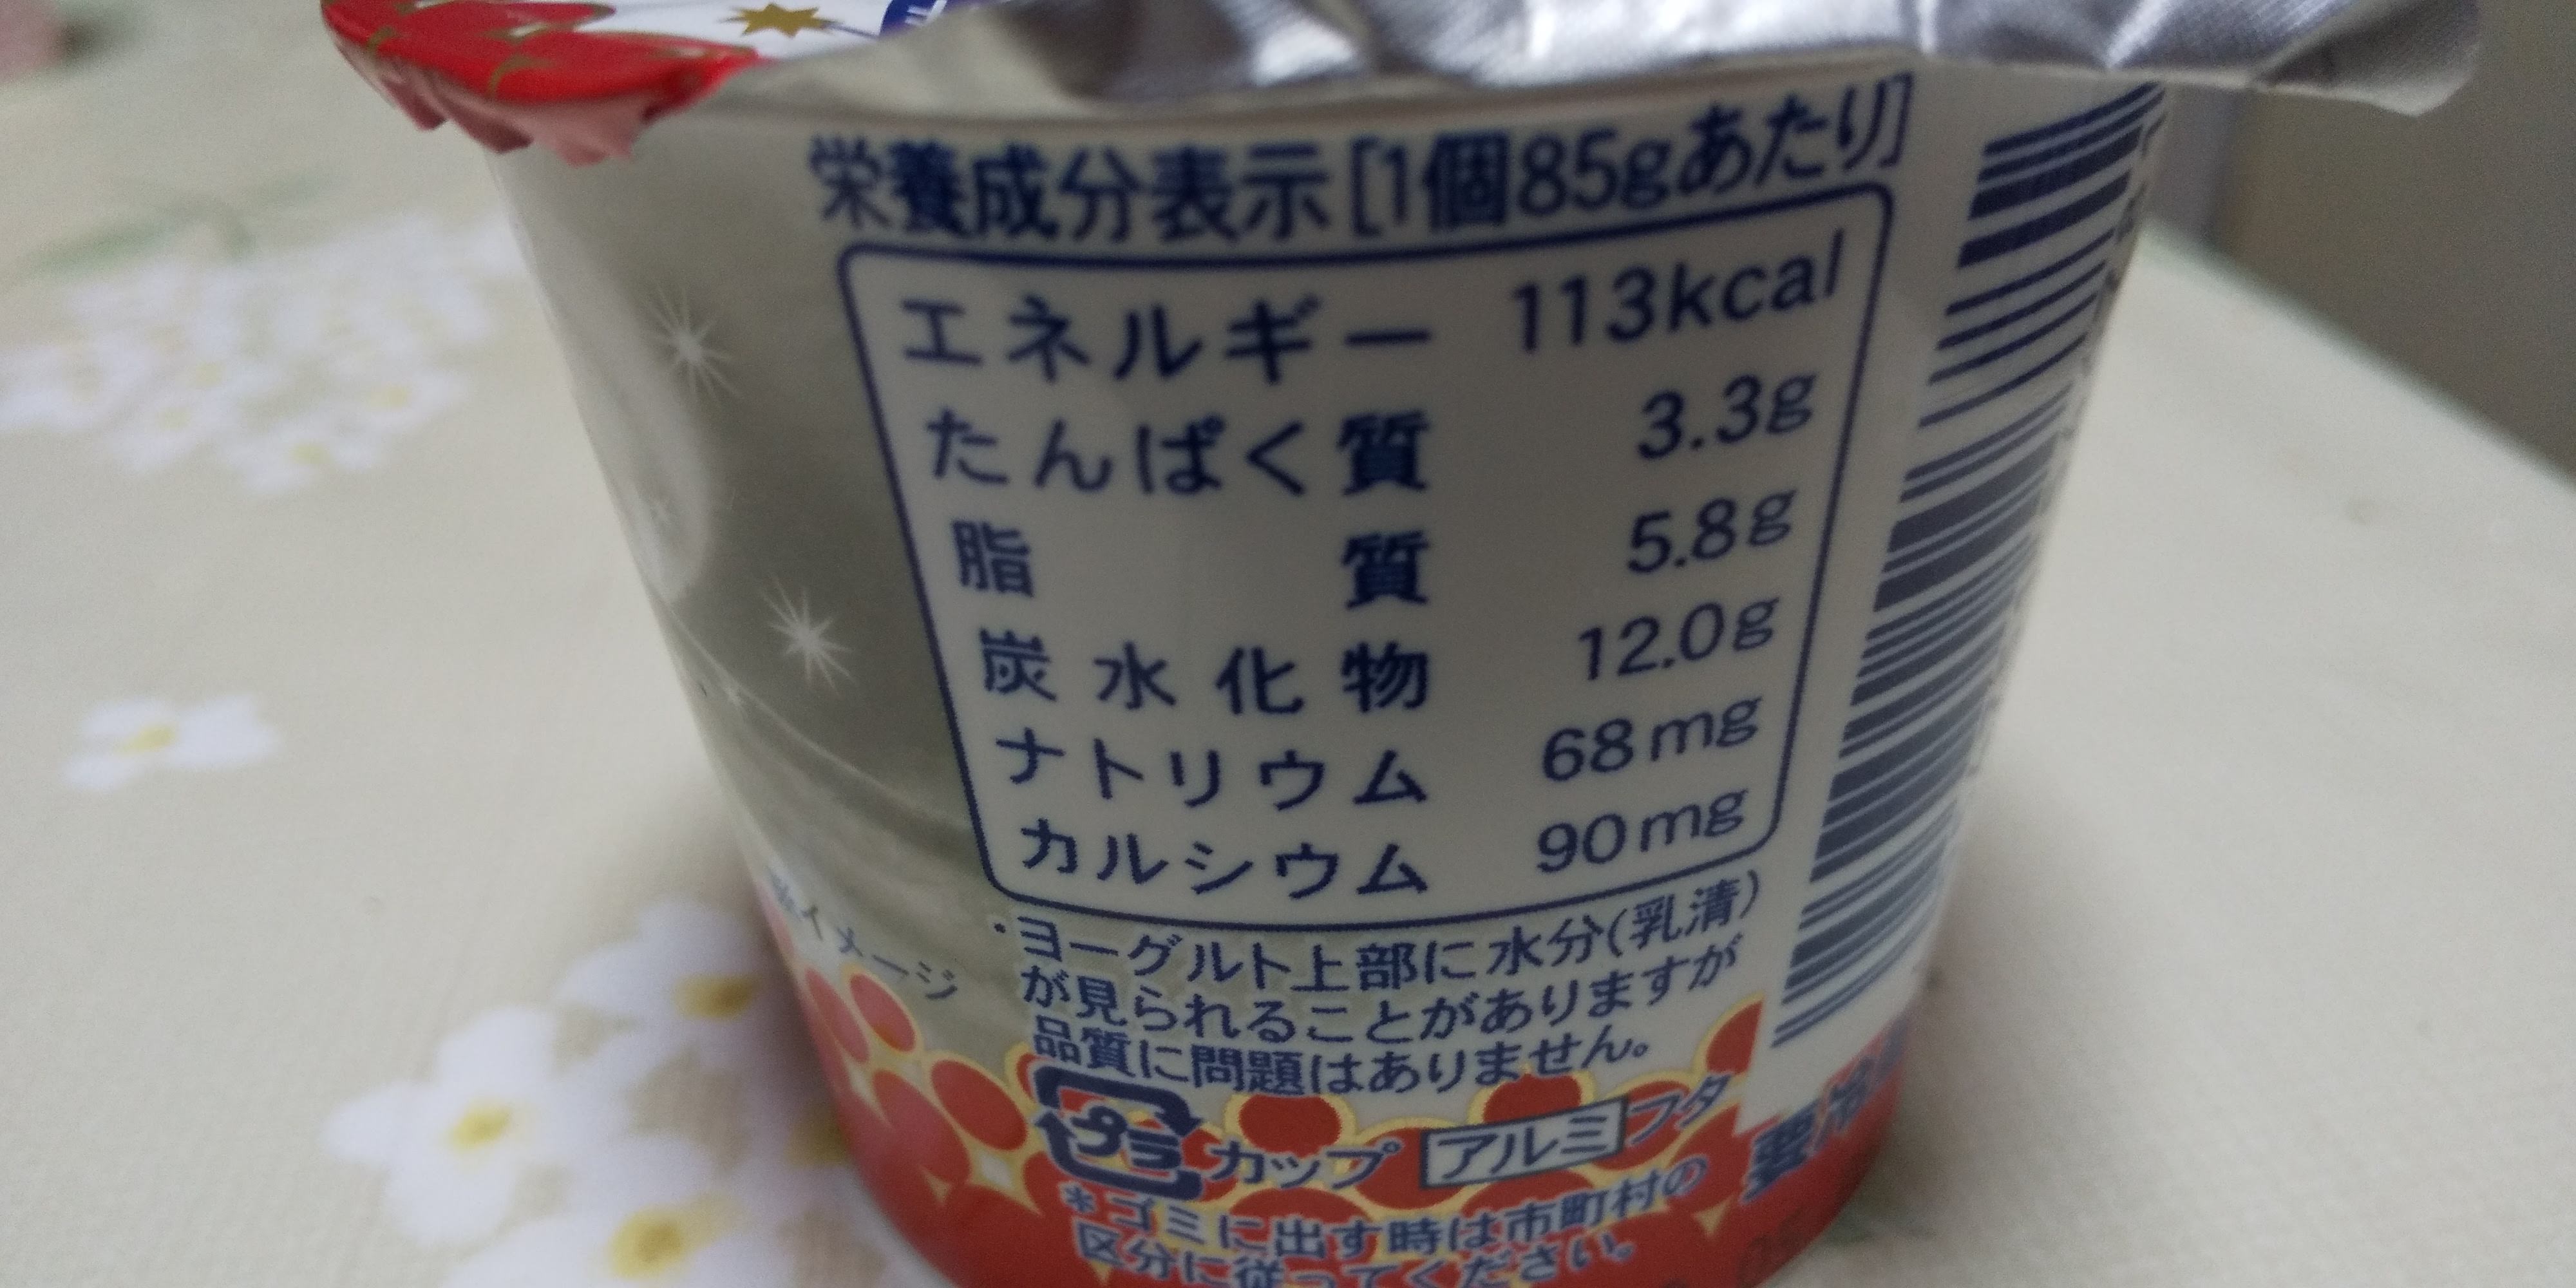 栄養成分表示[1個85gあたり]
エネルギー 113kcal
たんぱく質 3.3g
脂質 5.8g
炭水化物 12.0g
ナトリウム 68mg
カルシウム 90mg
イメージ
・ヨーグルト上部に水分(乳清)
が見られることがありますが
品質に問題はありません。
プラ カップ アルミ フタ
*ゴミに出す時は市町村の
区分に従ってください。
要冷